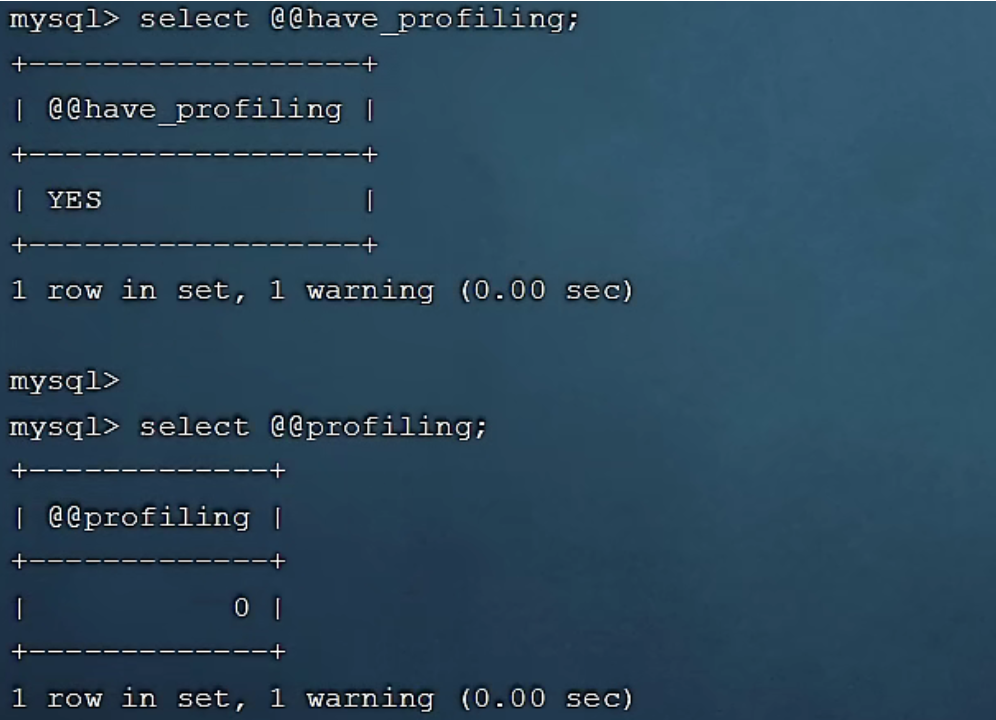 mysql> select @@have_profiling;
+------------------+
| @@have_profiling |
+------------------+
| YES              |
+------------------+
1 row in set, 1 warning (0.00 sec)

mysql>
mysql> select @@profiling;
+-------------+
| @@profiling |
+-------------+
|           0 |
+-------------+
1 row in set, 1 warning (0.00 sec)